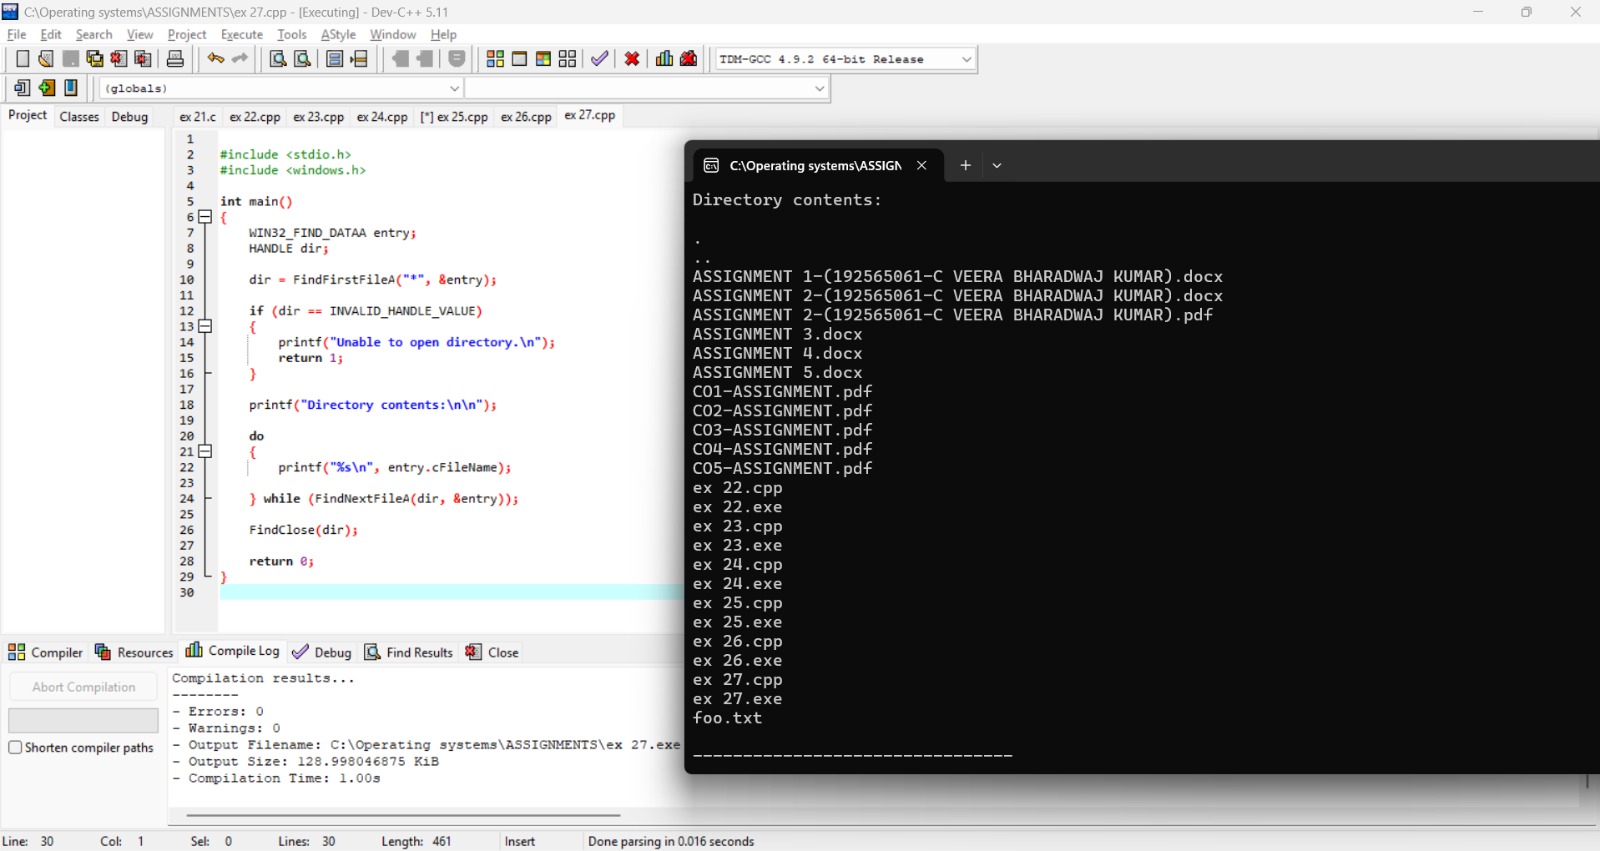 C:\Operating systems\ASSIGNMENTS\ex 27.cpp - [Executing] - Dev-C++ 5.11
File Edit Search View Project Execute Tools AStyle Window Help
TDM-GCC 4.9.2 64-bit Release
(globals)
Project Classes Debug
ex 21.c ex 22.cpp ex 23.cpp ex 24.cpp [*] ex 25.cpp ex 26.cpp ex 27.cpp
1
2 #include <stdio.h>
3 #include <windows.h>
4
5 int main()
6 {
7 WIN32_FIND_DATAA entry;
8 HANDLE dir;
9
10 dir = FindFirstFileA("*", &entry);
11
12 if (dir == INVALID_HANDLE_VALUE)
13 {
14 printf("Unable to open directory.\n");
15 return 1;
16 }
17
18 printf("Directory contents:\n\n");
19
20 do
21 {
22 printf("%s\n", entry.cFileName);
23
24 } while (FindNextFileA(dir, &entry));
25
26 FindClose(dir);
27
28 return 0;
29 }
30
C:\Operating systems\ASSIGN
Directory contents:
.
..
ASSIGNMENT 1-(192565061-C VEERA BHARADWAJ KUMAR).docx
ASSIGNMENT 2-(192565061-C VEERA BHARADWAJ KUMAR).docx
ASSIGNMENT 2-(192565061-C VEERA BHARADWAJ KUMAR).pdf
ASSIGNMENT 3.docx
ASSIGNMENT 4.docx
ASSIGNMENT 5.docx
CO1-ASSIGNMENT.pdf
CO2-ASSIGNMENT.pdf
CO3-ASSIGNMENT.pdf
CO4-ASSIGNMENT.pdf
CO5-ASSIGNMENT.pdf
ex 22.cpp
ex 22.exe
ex 23.cpp
ex 23.exe
ex 24.cpp
ex 24.exe
ex 25.cpp
ex 25.exe
ex 26.cpp
ex 26.exe
ex 27.cpp
ex 27.exe
foo.txt
--------------------------------
Compiler Resources Compile Log Debug Find Results Close
Abort Compilation
Shorten compiler paths
Compilation results...
--------
- Errors: 0
- Warnings: 0
- Output Filename: C:\Operating systems\ASSIGNMENTS\ex 27.exe
- Output Size: 128.998046875 KiB
- Compilation Time: 1.00s
Line: 30 Col: 1 Sel: 0 Lines: 30 Length: 461 Insert Done parsing in 0.016 seconds